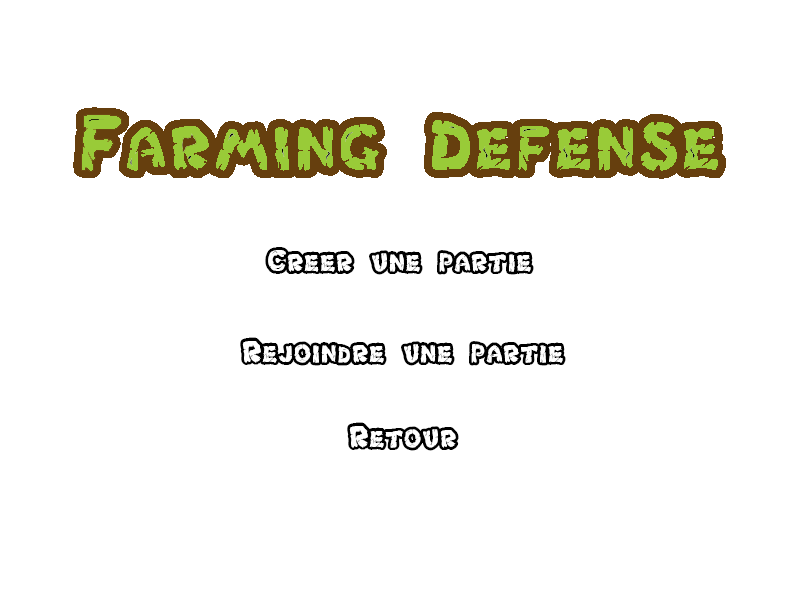 Farming Defense
Creer une partie
Rejoindre une partie
Retour